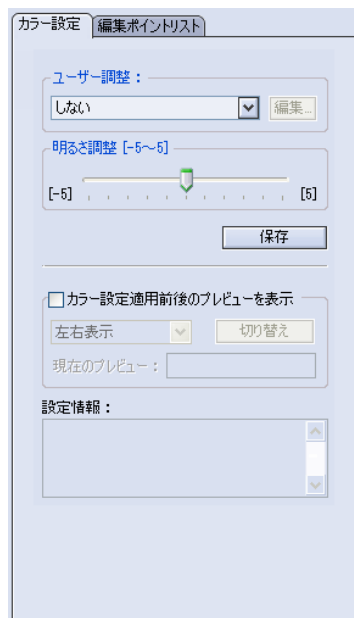 カラー設定 編集ポイントリスト
ユーザー調整：
しない 編集...
明るさ調整 [-5～5]
[-5] [5]
保存
カラー設定適用前後のプレビューを表示
左右表示 切り替え
現在のプレビュー：
設定情報：